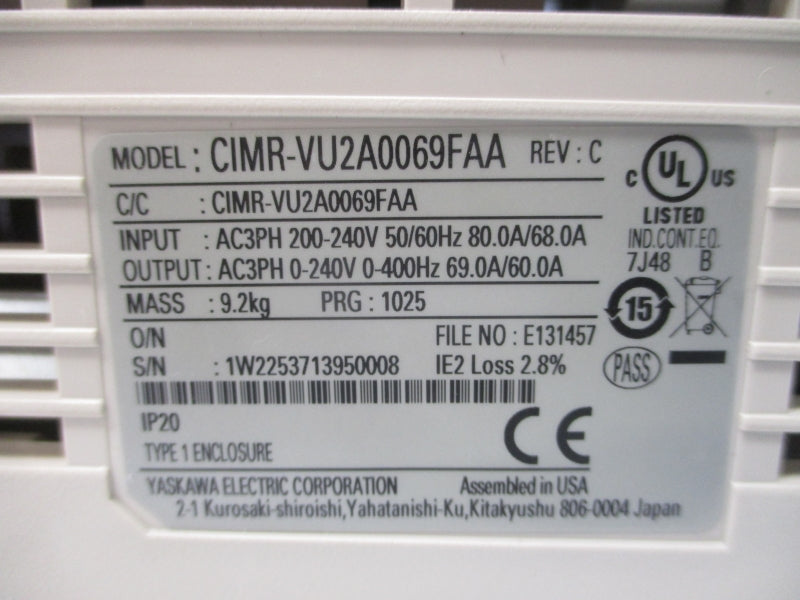 MODEL : CIMR-VU2A0069FAA REV : C
C/C : CIMR-VU2A0069FAA
INPUT : AC3PH 200-240V 50/60Hz 80.0A/68.0A
OUTPUT : AC3PH 0-240V 0-400Hz 69.0A/60.0A
MASS : 9.2kg PRG : 1025
O/N FILE NO : E131457
S/N : 1W2253713950008 IE2 Loss 2.8%
IP20
TYPE 1 ENCLOSURE
CE
YASKAWA ELECTRIC CORPORATION Assembled in USA
2-1 Kurosaki-shiroishi,Yahatanishi-Ku,Kitakyushu 806-0004 Japan
C UL US
LISTED
IND.CONT.EQ.
7J48 B
15
PASS